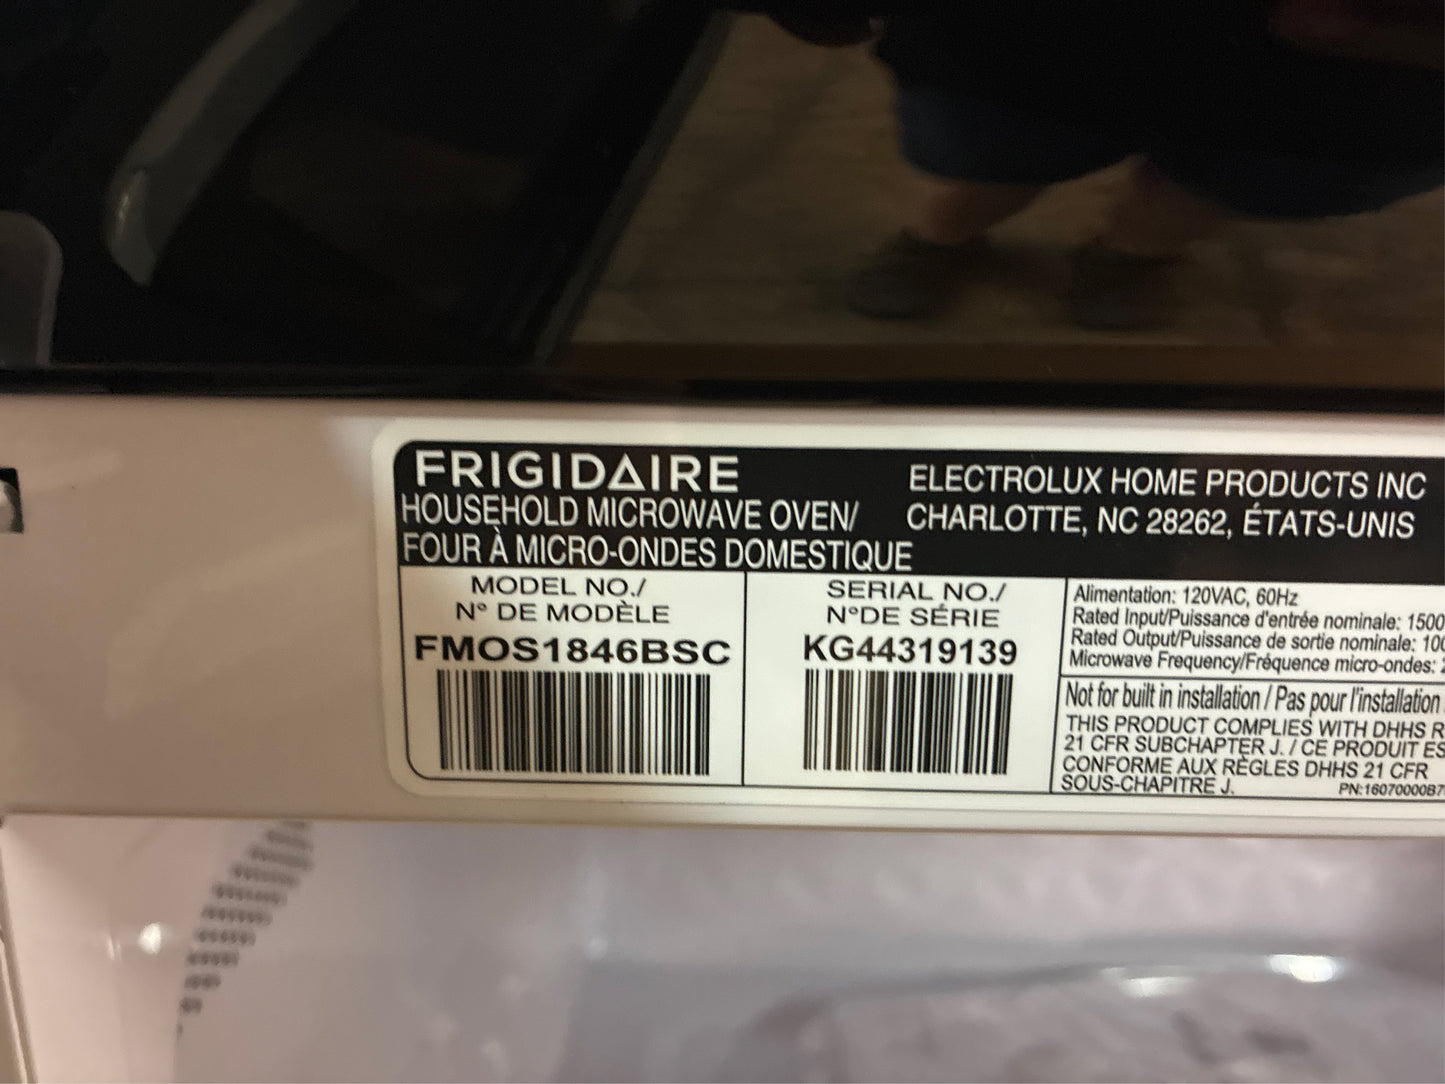 FRIGIDAIRE
HOUSEHOLD MICROWAVE OVEN/
FOUR À MICRO-ONDES DOMESTIQUE
ELECTROLUX HOME PRODUCTS INC
CHARLOTTE, NC 28262, ÉTATS-UNIS
MODEL NO./
N° DE MODÈLE
FMOS1846BSC
SERIAL NO./
N°DE SÉRIE
KG44319139
Alimentation: 120VAC, 60Hz
Rated Input/Puissance d'entrée nominale: 1500
Rated Output/Puissance de sortie nominale:
Microwave Frequency/Fréquence micro-ondes:
Not for built in installation / Pas pour l'installation
THIS PRODUCT COMPLIES WITH DHHS
21 CFR SUBCHAPTER J. / CE PRODUIT
CONFORME AUX RÈGLES DHHS 21 CFR
SOUS-CHAPITRE J.